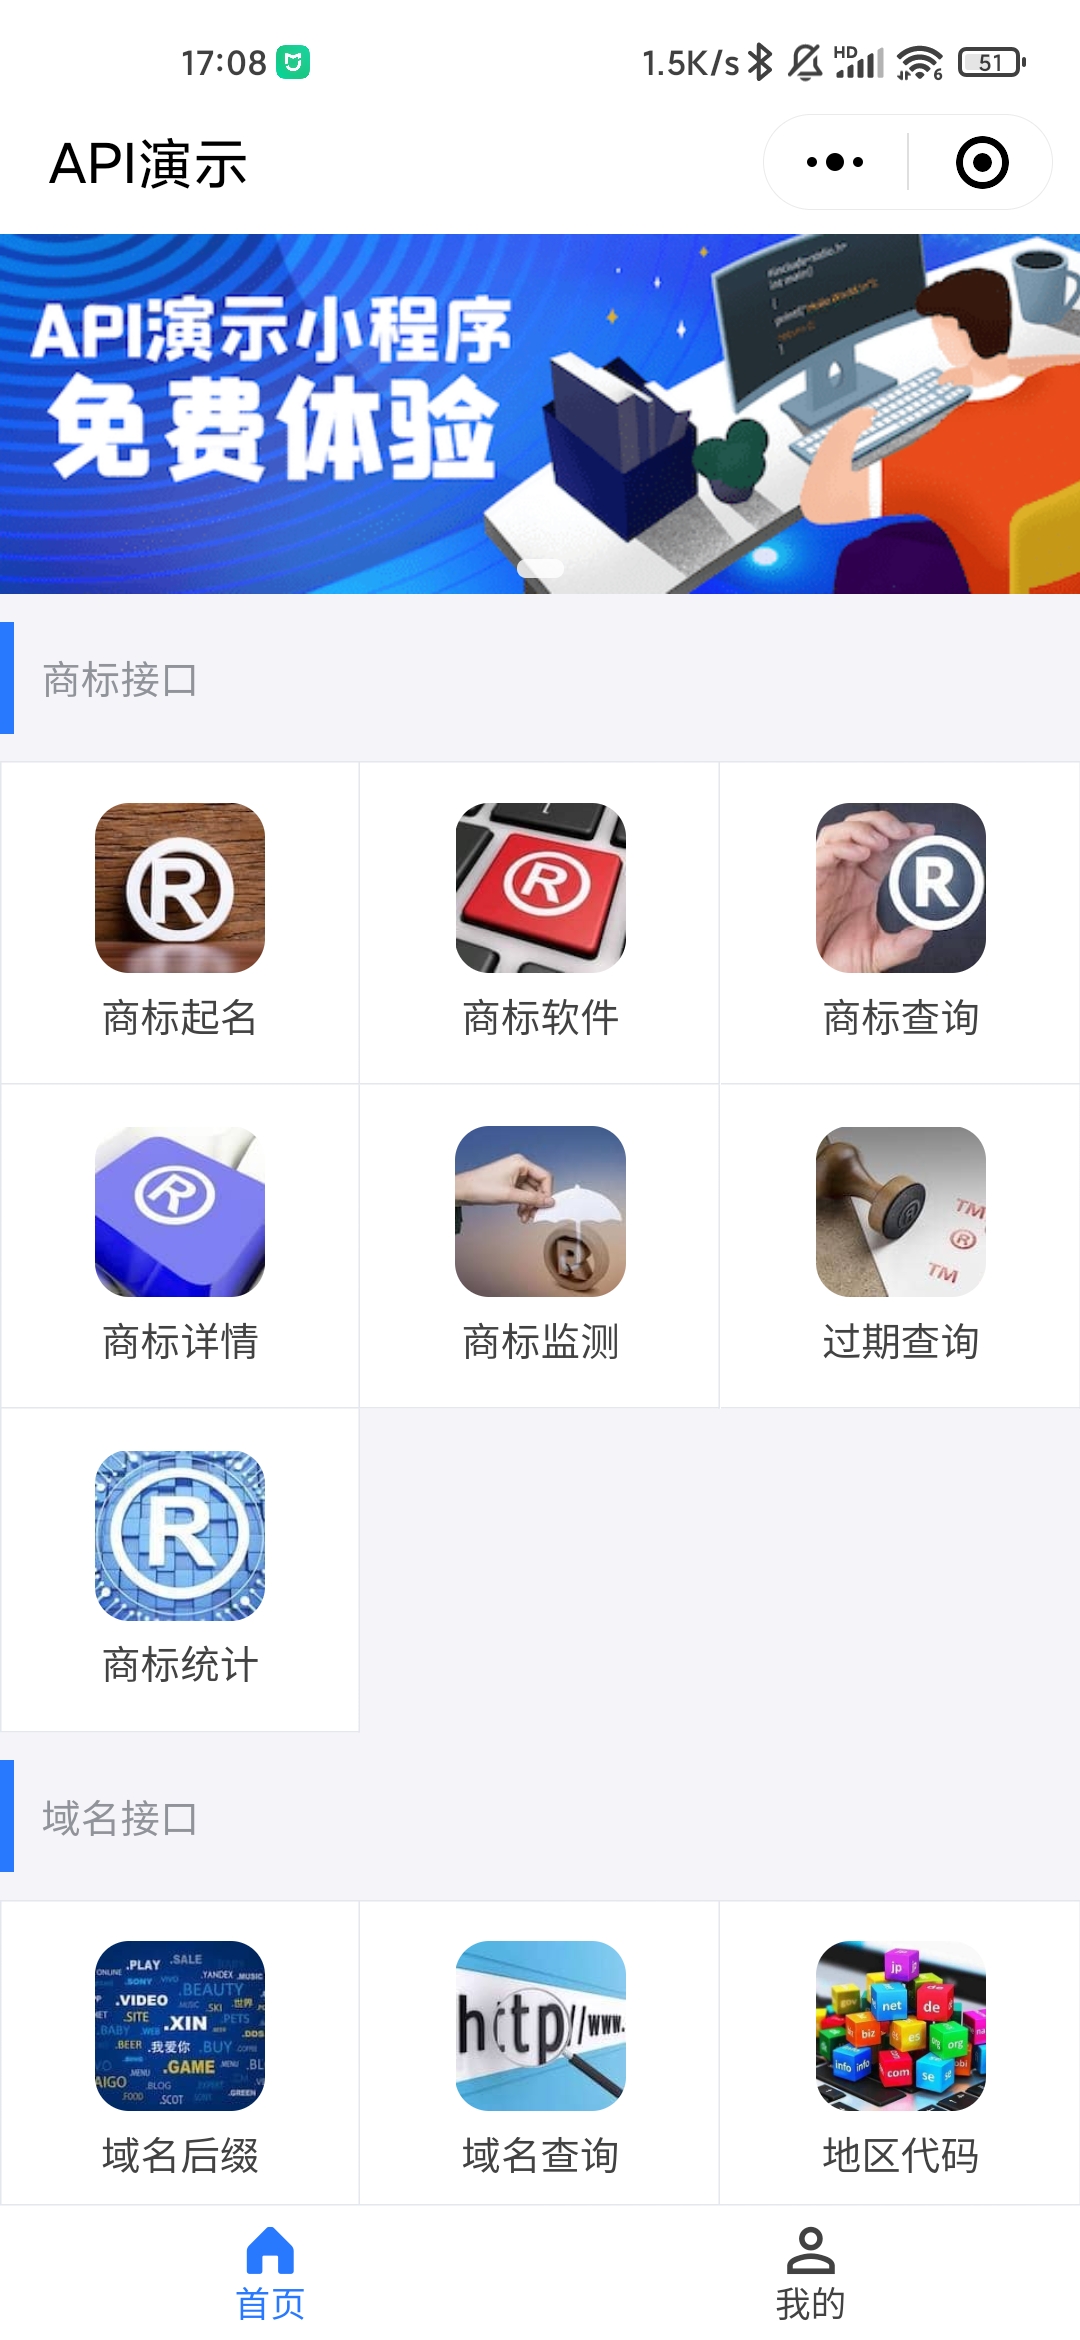 17:08
1.5K/s HD 6 51
API演示
API演示小程序
免费体验
商标接口
商标起名 商标软件 商标查询
商标详情 商标监测 过期查询
商标统计
域名接口
域名后缀 域名查询 地区代码
首页 我的